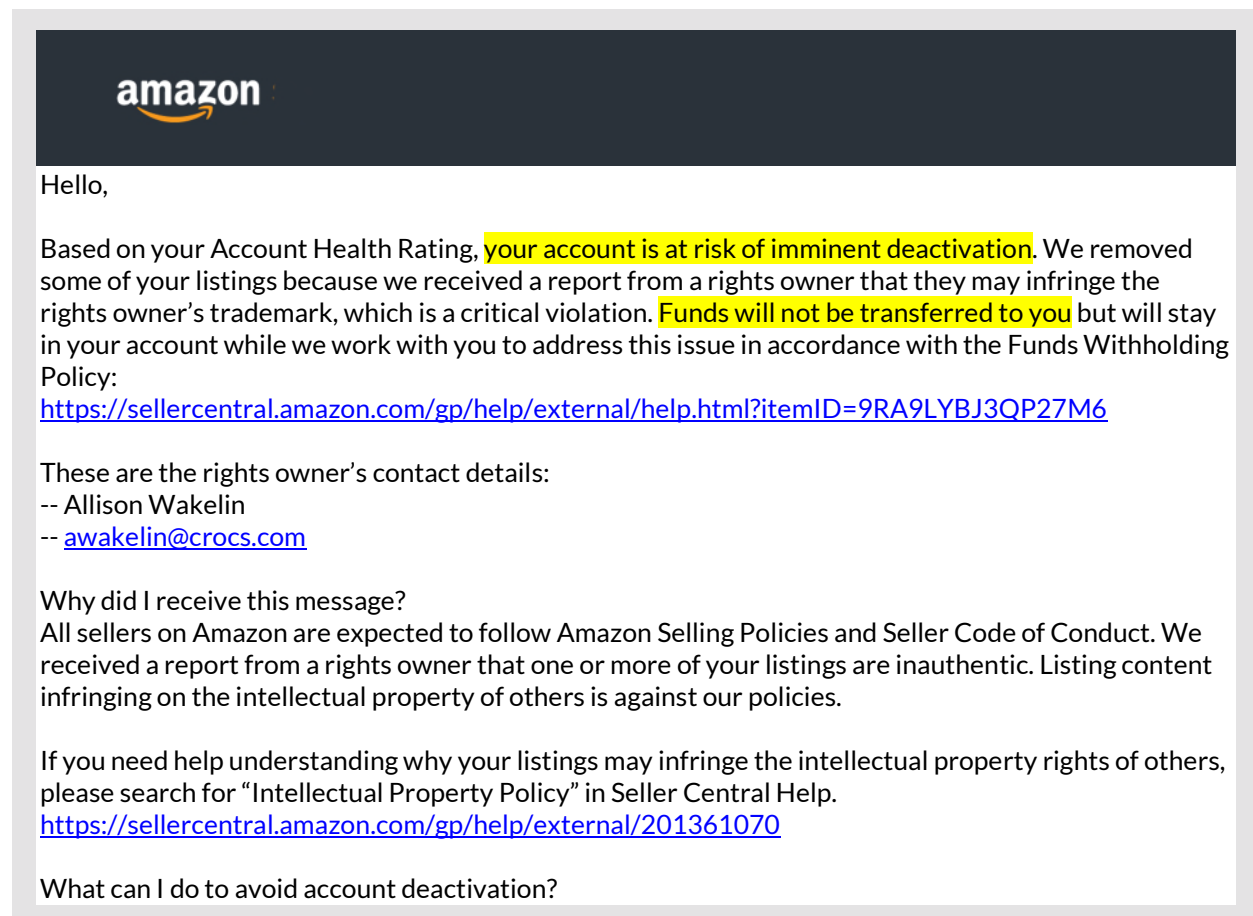 amazon
Hello,
Based on your Account Health Rating, your account is at risk of imminent deactivation. We removed
some of your listings because we received a report from a rights owner that they may infringe the
rights owner’s trademark, which is a critical violation. Funds will not be transferred to you but will stay
in your account while we work with you to address this issue in accordance with the Funds Withholding
Policy:
https://sellercentral.amazon.com/gp/help/external/help.html?itemID=9RA9LYBJ3QP27M6
These are the rights owner’s contact details:
-- Allison Wakelin
-- awakelin@crocs.com
Why did I receive this message?
All sellers on Amazon are expected to follow Amazon Selling Policies and Seller Code of Conduct. We
received a report from a rights owner that one or more of your listings are inauthentic. Listing content
infringing on the intellectual property of others is against our policies.
If you need help understanding why your listings may infringe the intellectual property rights of others,
please search for “Intellectual Property Policy” in Seller Central Help.
https://sellercentral.amazon.com/gp/help/external/201361070
What can I do to avoid account deactivation?